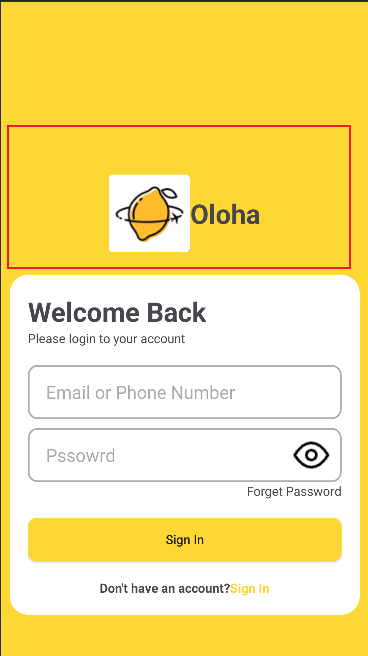 Oloha
Welcome Back
Please login to your account
Email or Phone Number
Pssowrd
Forget Password
Sign In
Don't have an account?Sign In